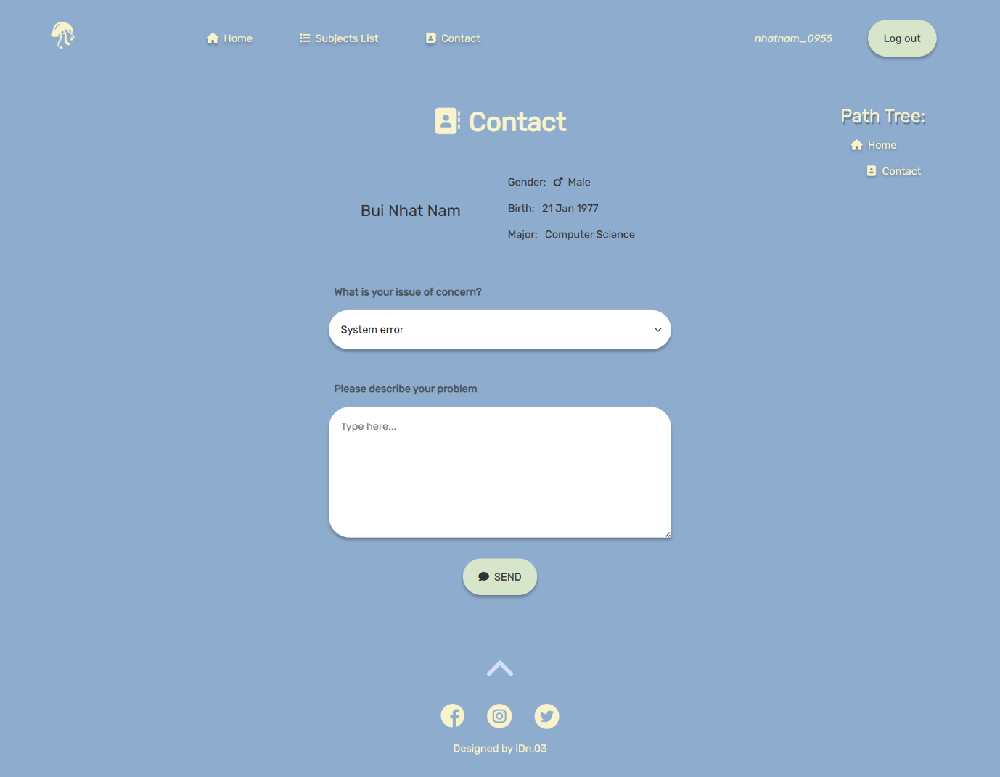 Home
Subjects List
Contact
nhatnam_0955
Log out
Contact
Path Tree:
Home
Contact
Bui Nhat Nam
Gender: Male
Birth: 21 Jan 1977
Major: Computer Science
What is your issue of concern?
System error
Please describe your problem
Type here...
SEND
Designed by iDn.03